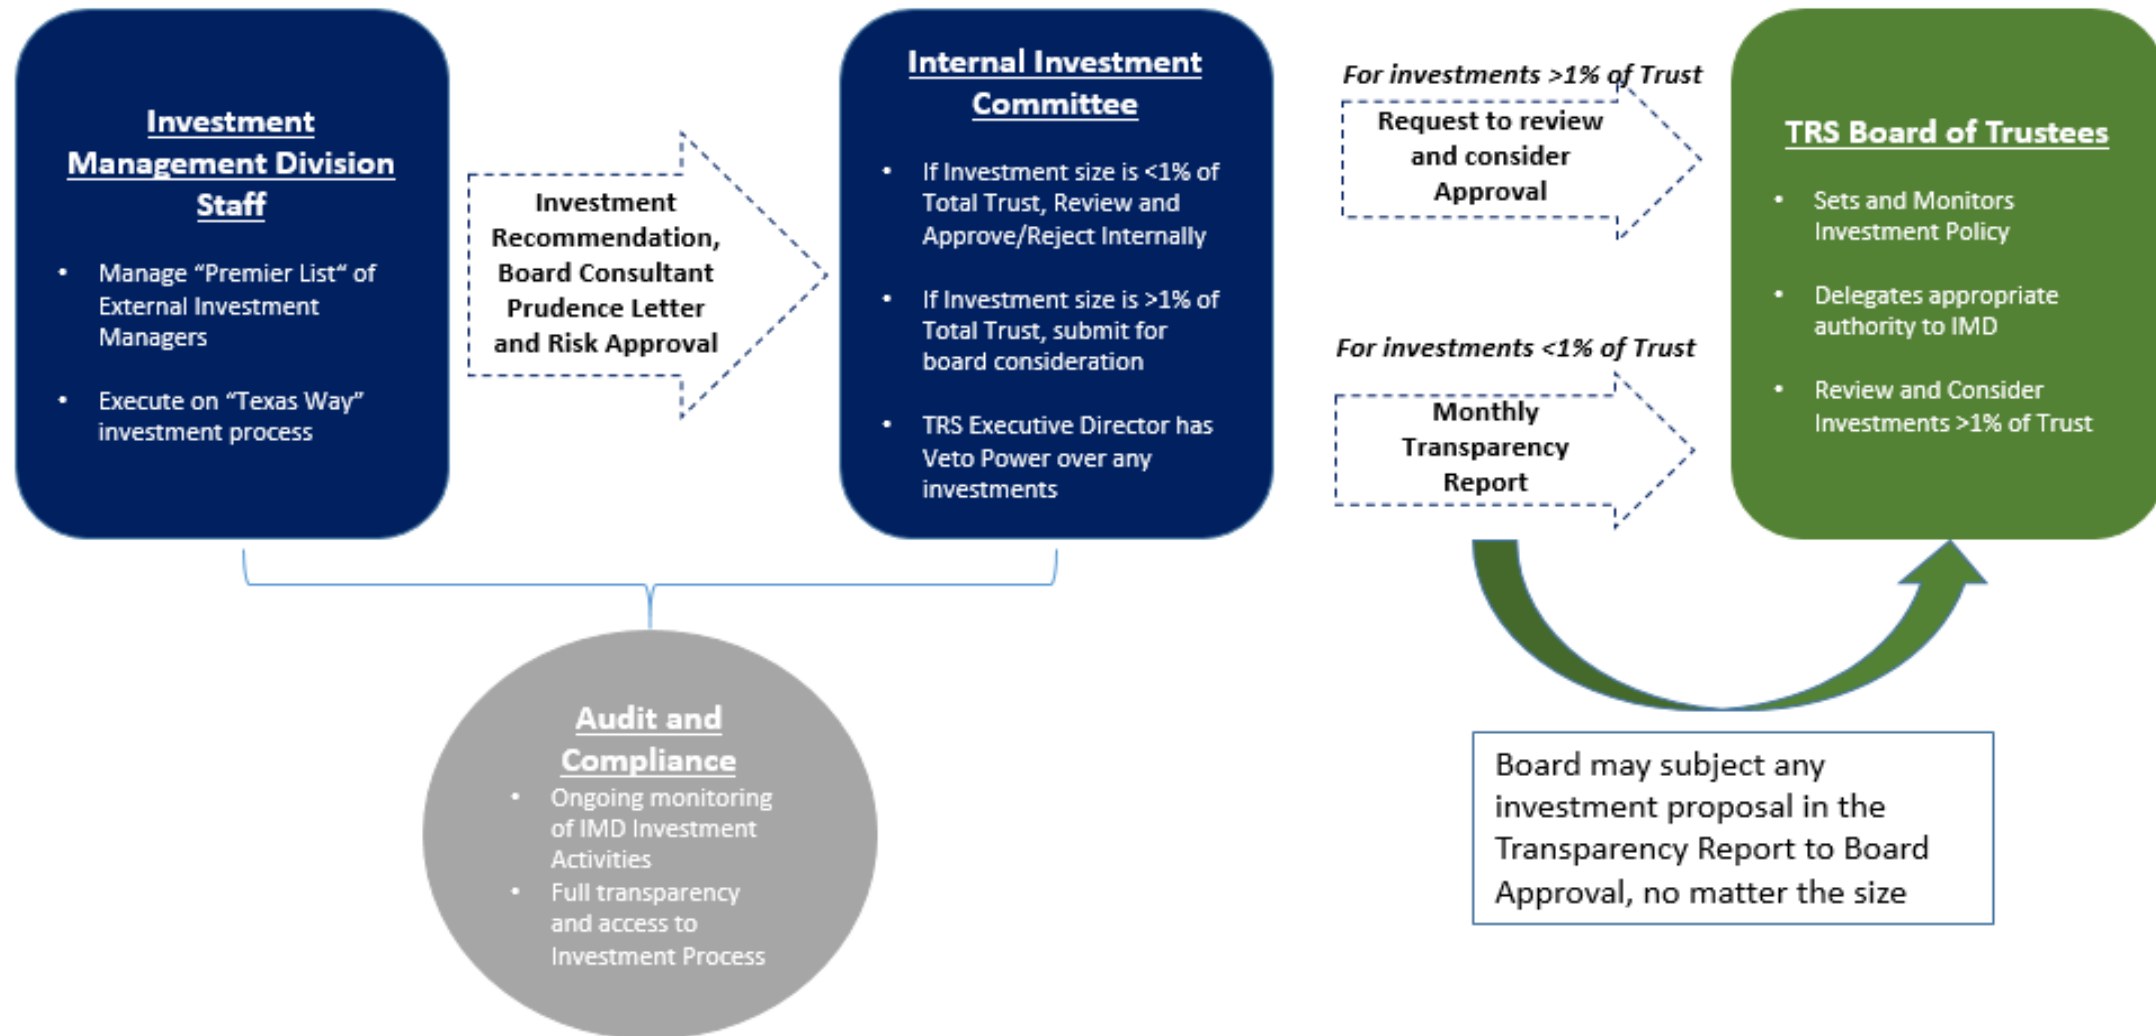 Investment
Management Division
Staff
• Manage “Premier List“ of
External Investment
Managers
• Execute on “Texas Way”
investment process
Investment
Recommendation,
Board Consultant
Prudence Letter
and Risk Approval
Internal Investment
Committee
• If Investment size is <1% of
Total Trust, Review and
Approve/Reject Internally
• If Investment size is >1% of
Total Trust, submit for
board consideration
• TRS Executive Director has
Veto Power over any
investments
For investments >1% of Trust
Request to review
and consider
Approval
For investments <1% of Trust
Monthly
Transparency
Report
TRS Board of Trustees
• Sets and Monitors
Investment Policy
• Delegates appropriate
authority to IMD
• Review and Consider
Investments >1% of Trust
Audit and
Compliance
• Ongoing monitoring
of IMD Investment
Activities
• Full transparency
and access to
Investment Process
Board may subject any
investment proposal in the
Transparency Report to Board
Approval, no matter the size